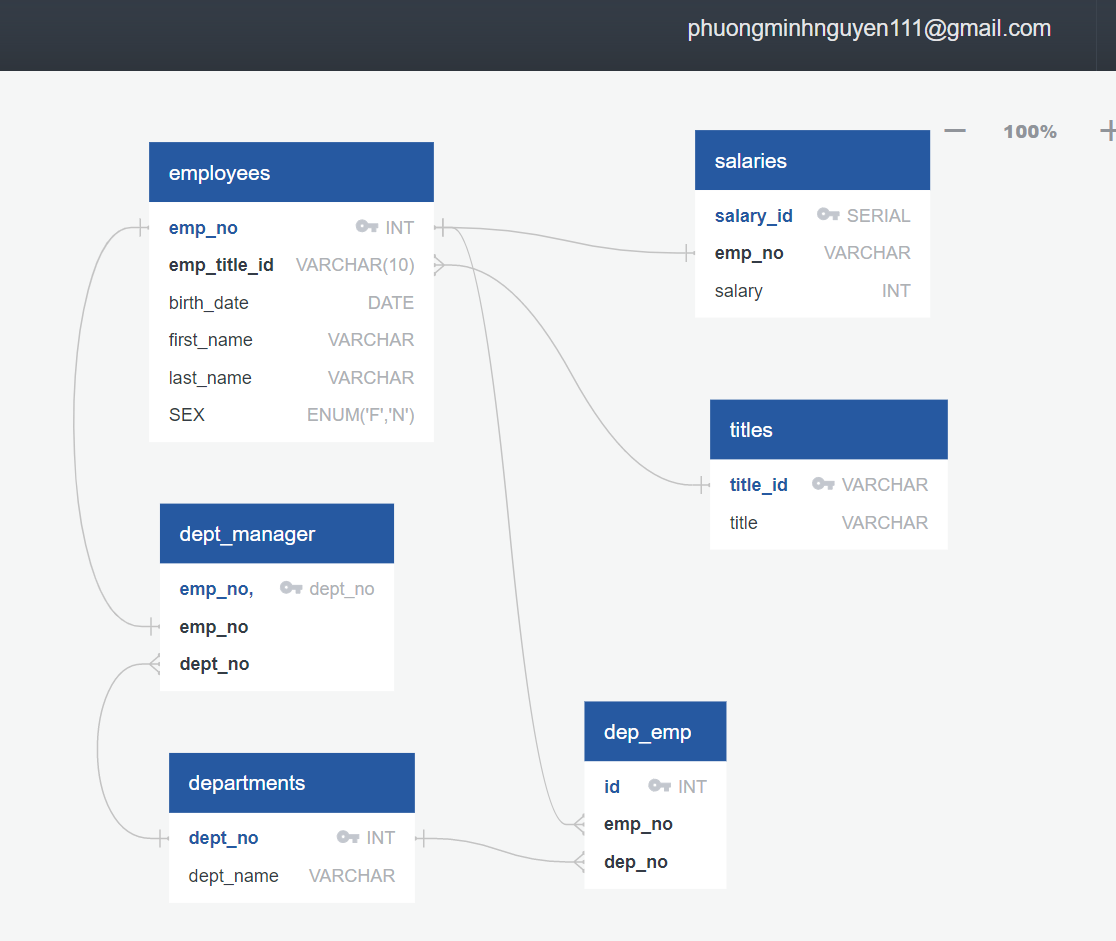 phuongminhnguyen111@gmail.com
100%
employees
emp_no INT
emp_title_id VARCHAR(10)
birth_date DATE
first_name VARCHAR
last_name VARCHAR
SEX ENUM('F','N')
salaries
salary_id SERIAL
emp_no VARCHAR
salary INT
titles
title_id VARCHAR
title VARCHAR
dept_manager
emp_no, dept_no
emp_no
dept_no
departments
dept_no INT
dept_name VARCHAR
dep_emp
id INT
emp_no
dep_no